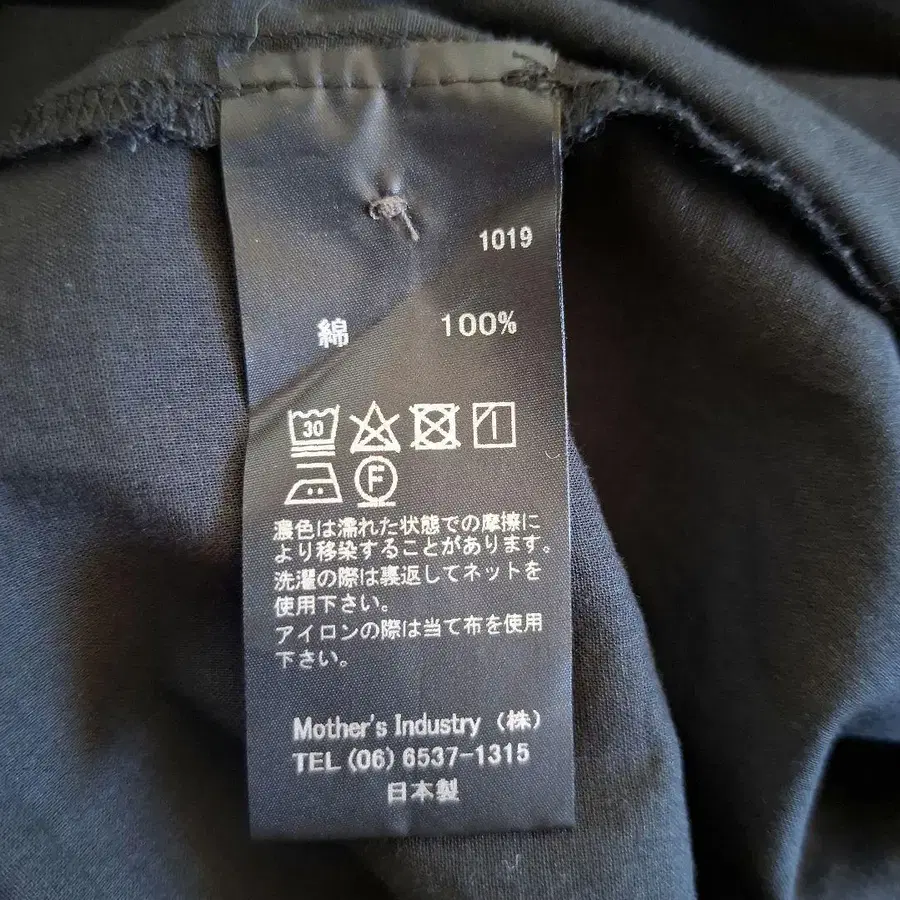 1019
綿 100%
30
F
濃色は濡れた状態での摩擦に
より移染することがあります。
洗濯の際は裏返してネットを
使用下さい。
アイロンの際は当て布を使用
下さい。
Mother's Industry（株）
TEL (06) 6537-1315
日本製